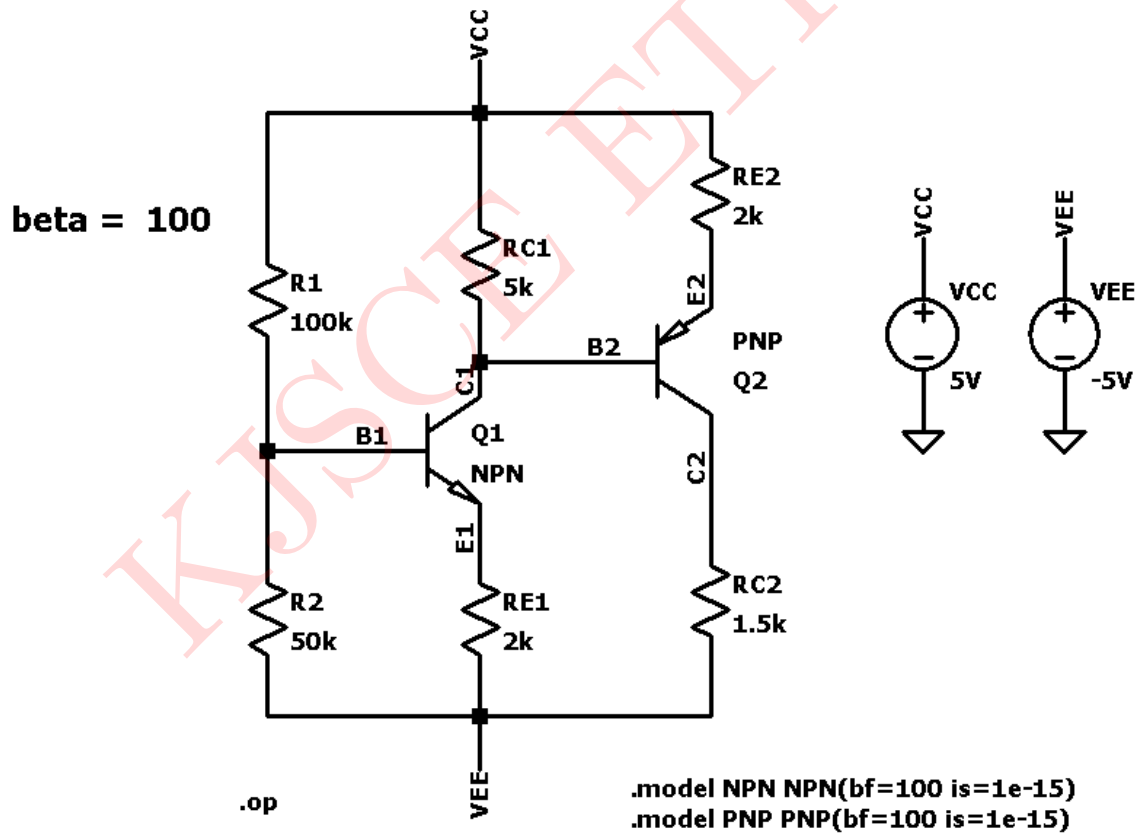 KJSCE ET
VCC
beta = 100
R1
100k
RC1
5k
RE2
2k
E2
B2
PNP
Q2
C1
B1
Q1
NPN
E1
C2
R2
50k
RE1
2k
RC2
1.5k
VEE
VCC
VCC
5V
VEE
VEE
-5V
.op
.model NPN NPN(bf=100 is=1e-15)
.model PNP PNP(bf=100 is=1e-15)